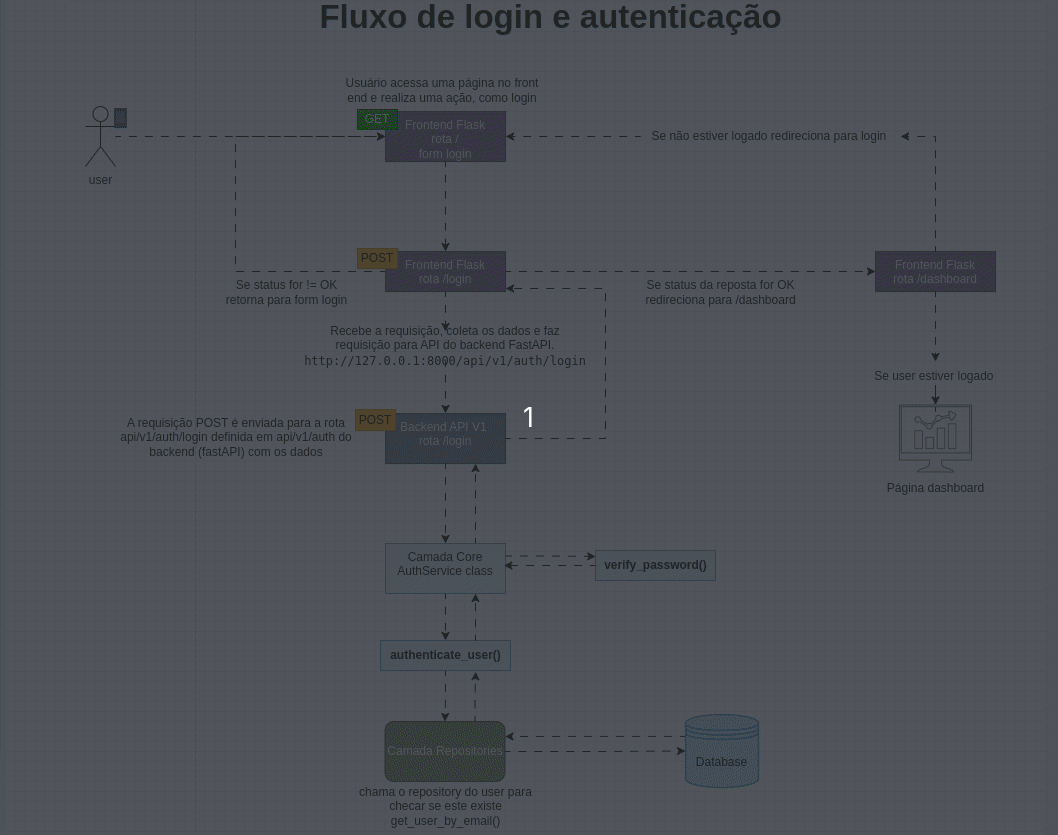 Fluxo de login e autenticação
Usuário acessa uma página no front
end e realiza uma ação, como login
GET
Frontend Flask
rota /
form login
Se não estiver logado redireciona para login
user
POST
Frontend Flask
rota /login
Frontend Flask
rota /dashboard
Se status for != OK
retorna para form login
Se status da reposta for OK
redireciona para /dashboard
Recebe a requisição, coleta os dados e faz
requisição para API do backend FastAPI.
http://127.0.0.1:8000/api/v1/auth/login
Se user estiver logado
A requisição POST é enviada para a rota
api/v1/auth/login definida em api/v1/auth do
backend (fastAPI) com os dados
POST
Backend API V1
rota /login
1
Página dashboard
Camada Core
AuthService class
verify_password()
authenticate_user()
Camada Repositories
Database
chama o repository do user para
checar se este existe
get_user_by_email()